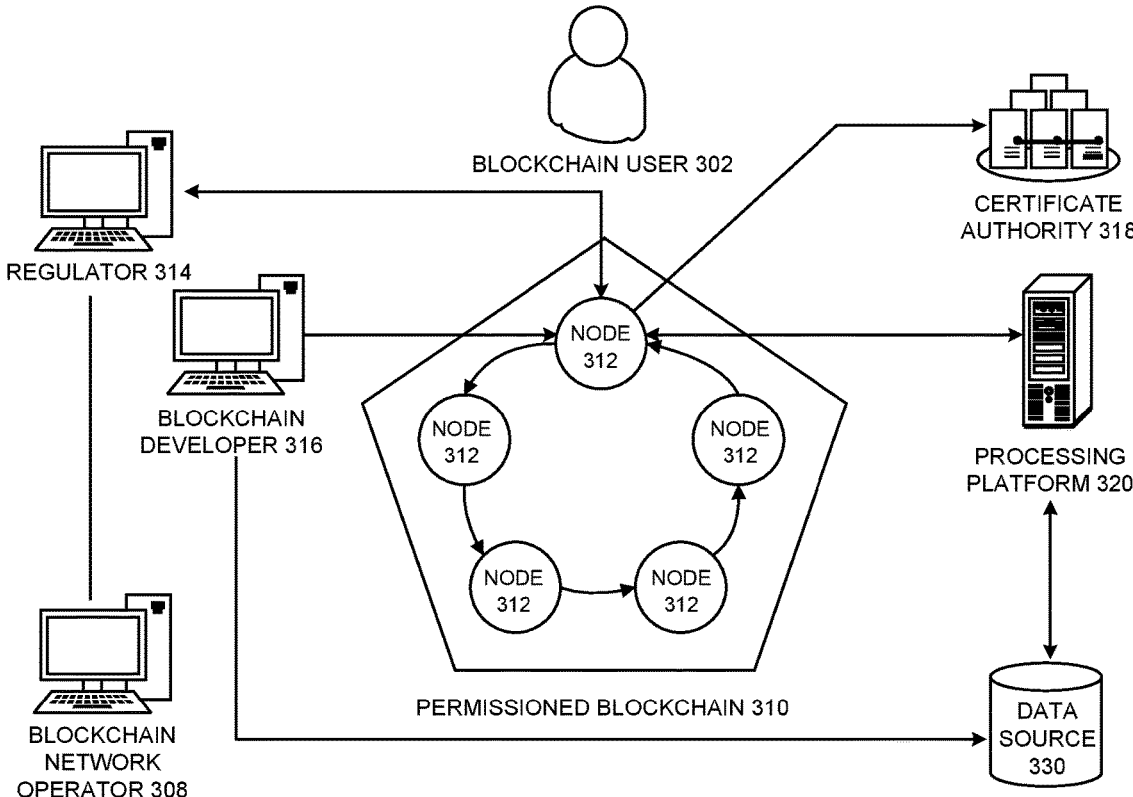 BLOCKCHAIN USER 302
CERTIFICATE
AUTHORITY 318
REGULATOR 314
NODE
312
BLOCKCHAIN
DEVELOPER 316
NODE
312
NODE
312
PROCESSING
PLATFORM 320
NODE
312
NODE
312
PERMISSIONED BLOCKCHAIN 310
DATA
SOURCE
330
BLOCKCHAIN
NETWORK
OPERATOR 308